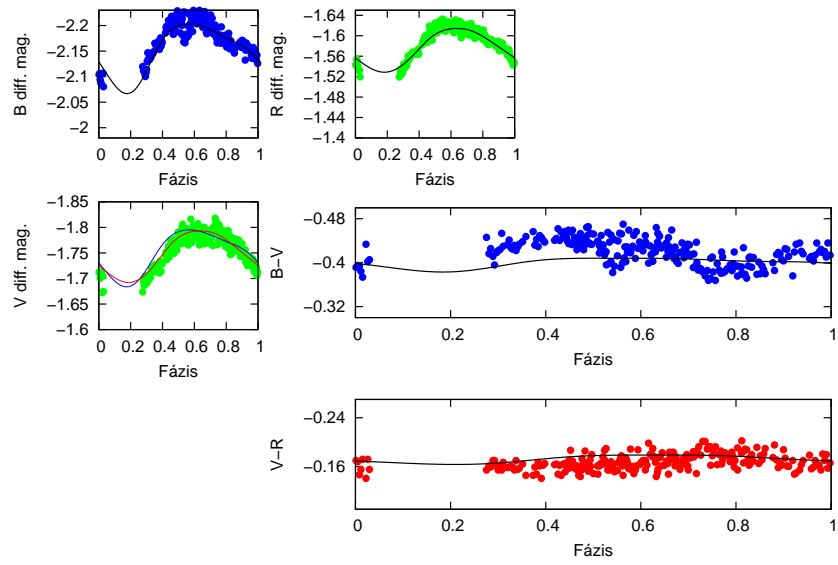 B diff. mag.
−2.2
−2.15
−2.1
−2.05
−2
0 0.2 0.4 0.6 0.8 1
Fázis
R diff. mag.
−1.64
−1.6
−1.56
−1.52
−1.48
−1.44
−1.4
0 0.2 0.4 0.6 0.8 1
Fázis
V diff. mag.
−1.85
−1.8
−1.75
−1.7
−1.65
−1.6
0 0.2 0.4 0.6 0.8 1
Fázis
B−V
−0.48
−0.4
−0.32
0 0.2 0.4 0.6 0.8 1
Fázis
V−R
−0.24
−0.16
0 0.2 0.4 0.6 0.8 1
Fázis